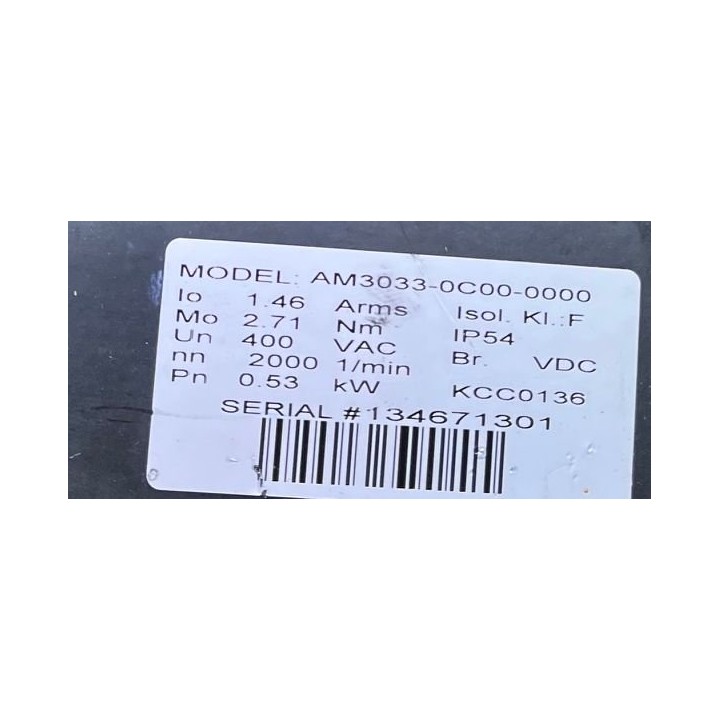 MODEL: AM3033-0C00-0000
Io 1.46 Arms Isol. Kl.:F
Mo 2.71 Nm IP54
Un 400 VAC Br. VDC
nn 2000 1/min
Pn 0.53 kW KCC0136
SERIAL #134671301